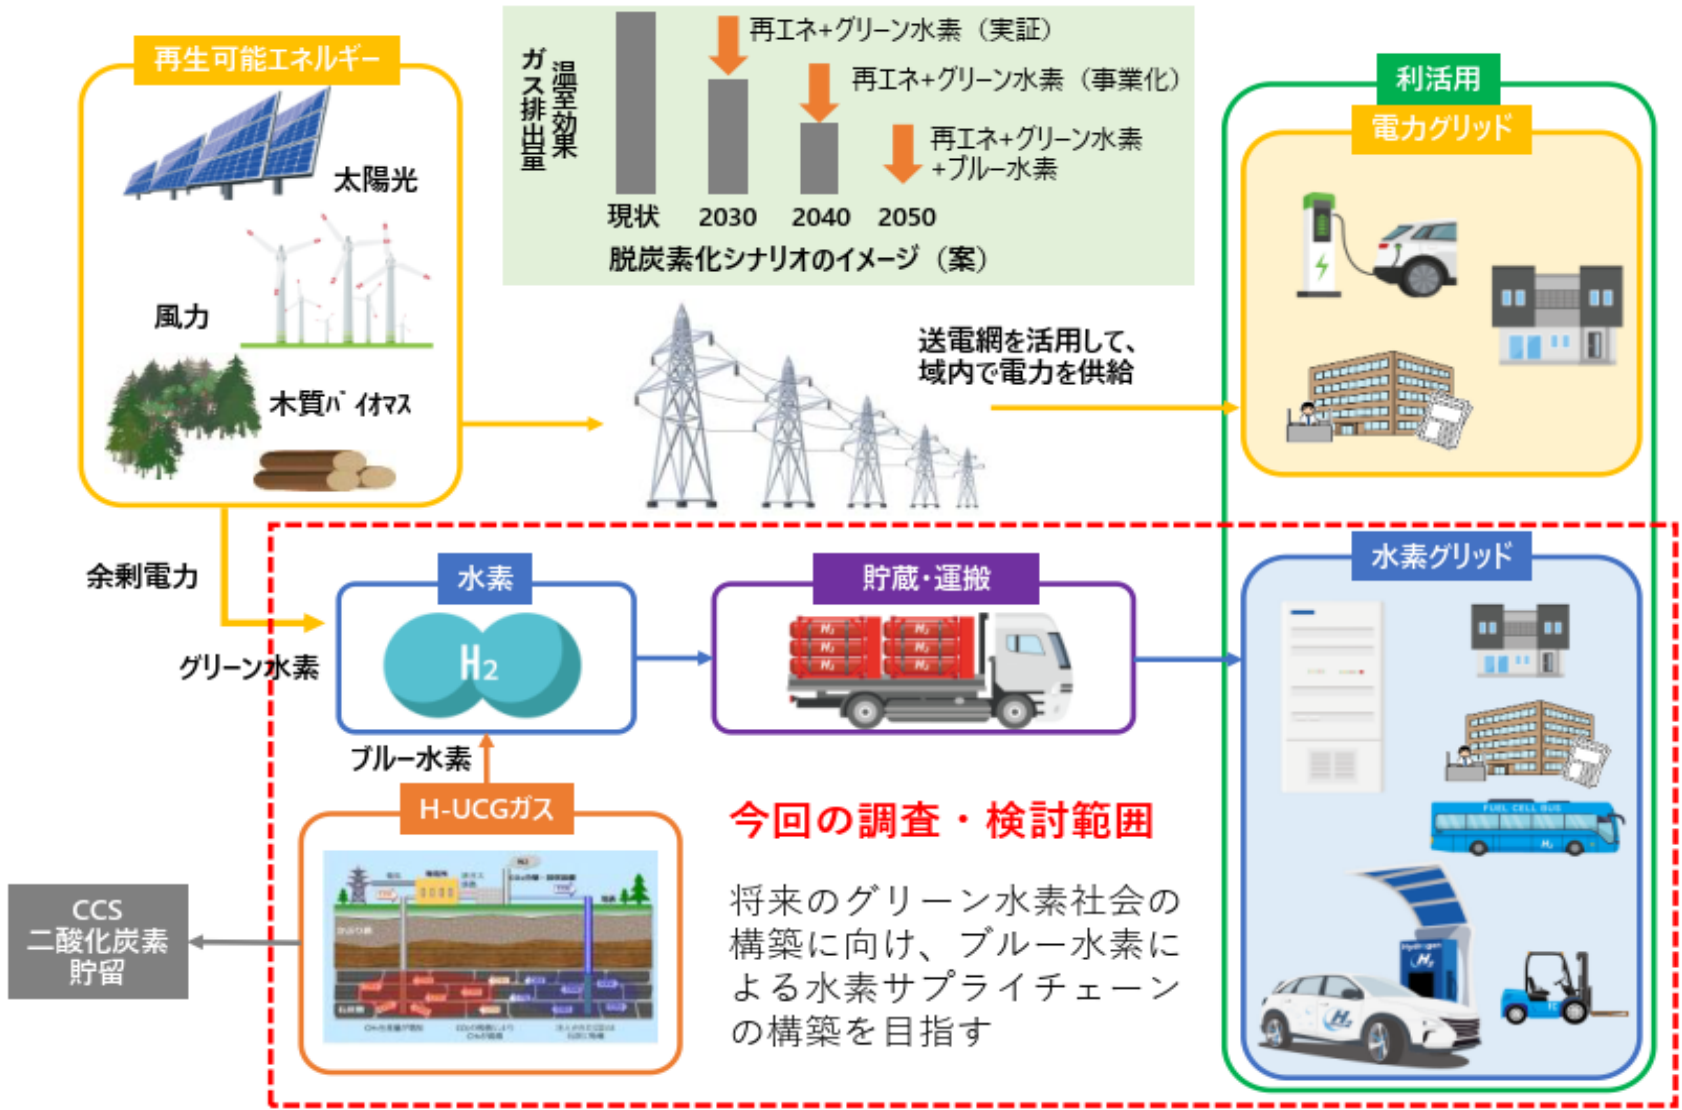 再生可能エネルギー
太陽光
風力
木質バイオマス
温室効果
ガス排出量
再エネ+グリーン水素（実証）
再エネ+グリーン水素（事業化）
再エネ+グリーン水素
+ブルー水素
現状
2030
2040
2050
脱炭素化シナリオのイメージ（案）
送電網を活用して、
域内で電力を供給
利活用
電力グリッド
余剰電力
グリーン水素
水素
H2
貯蔵・運搬
H2 H2
H2 H2
H2 H2
水素グリッド
FUEL CELL BUS
H2
Hydrogen
H2
H2
ブルー水素
H-UCGガス
CCS
二酸化炭素
貯留
今回の調査・検討範囲
将来のグリーン水素社会の
構築に向け、ブルー水素に
よる水素サプライチェーン
の構築を目指す